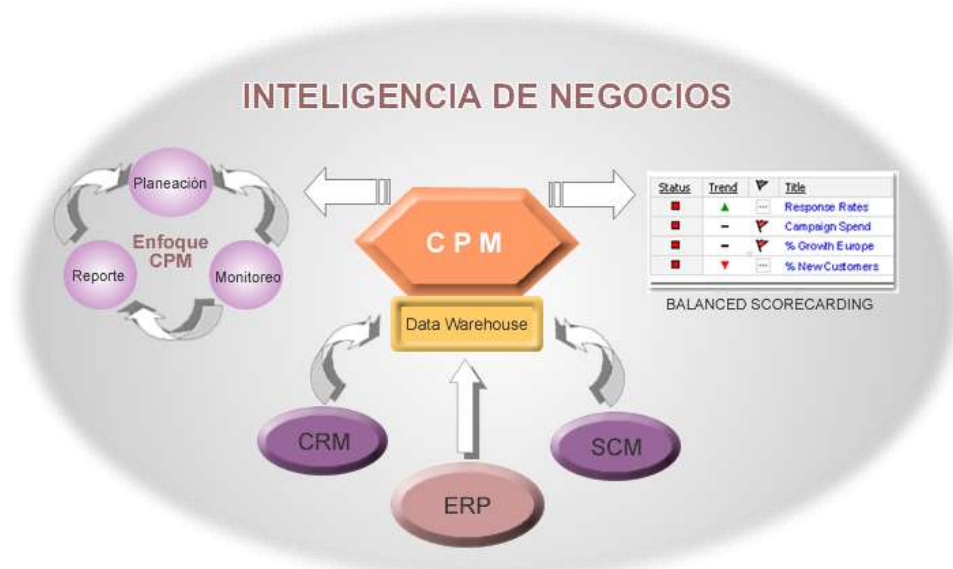 INTELIGENCIA DE NEGOCIOS
Planeación
Enfoque
CPM
Reporte
Monitoreo
C P M
Data Warehouse
Status Trend Title
Response Rates
Campaign Spend
% Growth Europe
% New Customers
BALANCED SCORECARDING
CRM
SCM
ERP